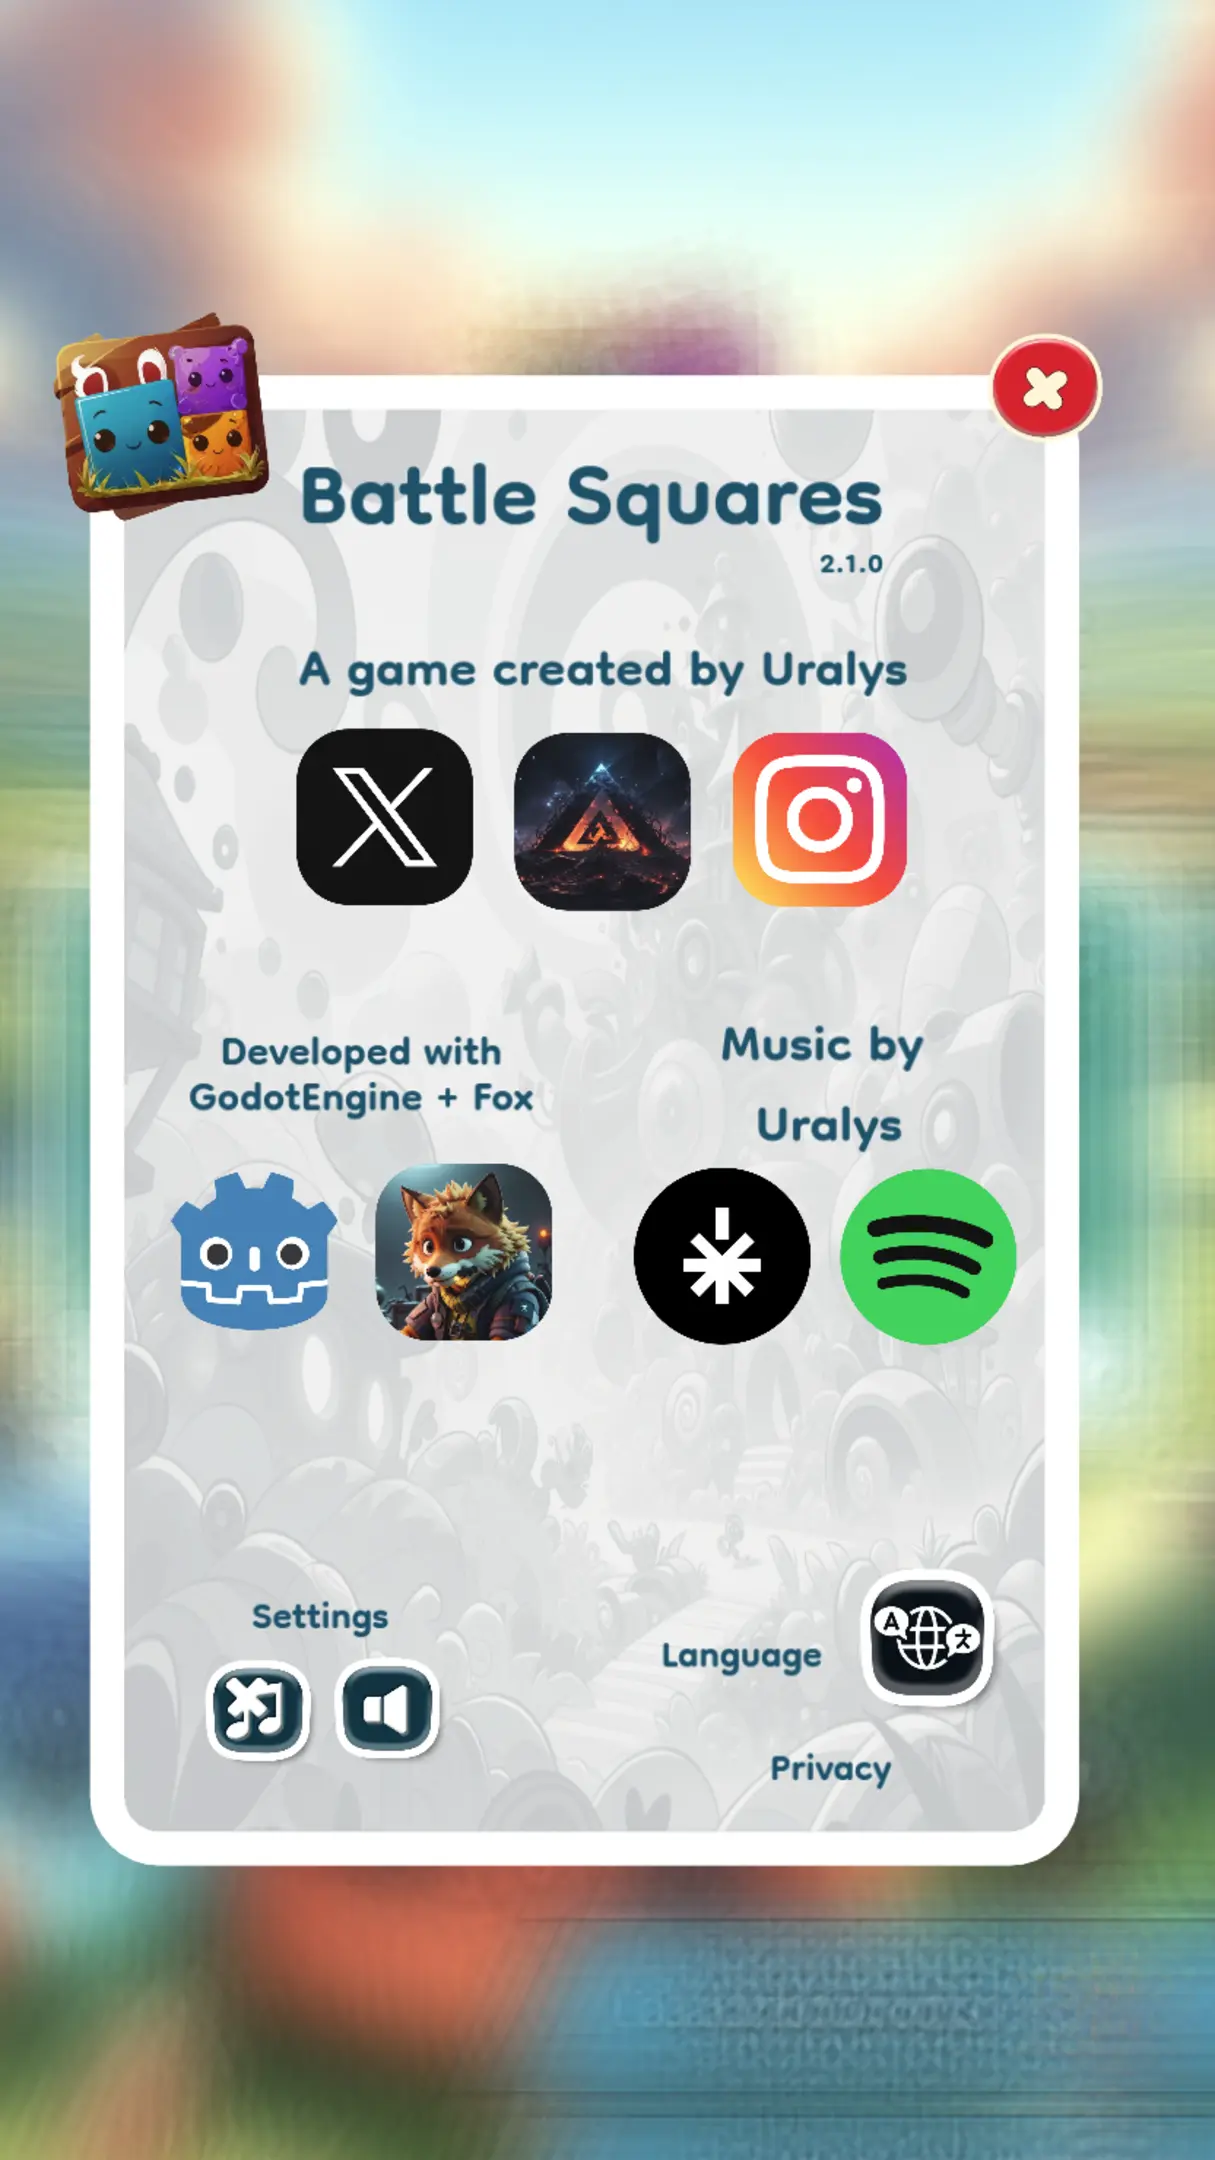 Battle Squares
2.1.0
A game created by Uralys
Developed with
GodotEngine + Fox
Music by
Uralys
Settings
Language
Privacy